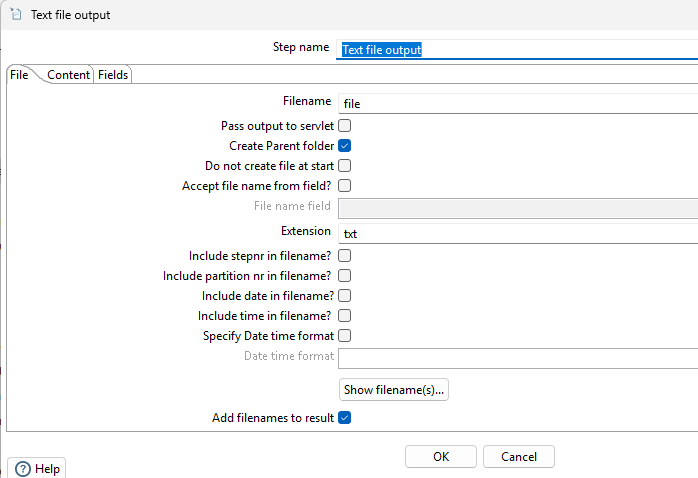 Text file output
Step name Text file output
File Content Fields
Filename file
Pass output to servlet
Create Parent folder
Do not create file at start
Accept file name from field?
File name field
Extension txt
Include stepnr in filename?
Include partition nr in filename?
Include date in filename?
Include time in filename?
Specify Date time format
Date time format
Show filename(s)...
Add filenames to result
OK Cancel
? Help